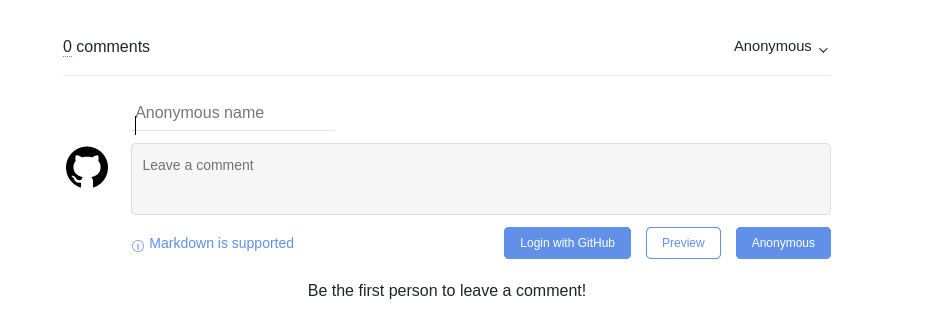 0 comments Anonymous
Anonymous name
Leave a comment
Markdown is supported Login with GitHub Preview Anonymous
Be the first person to leave a comment!